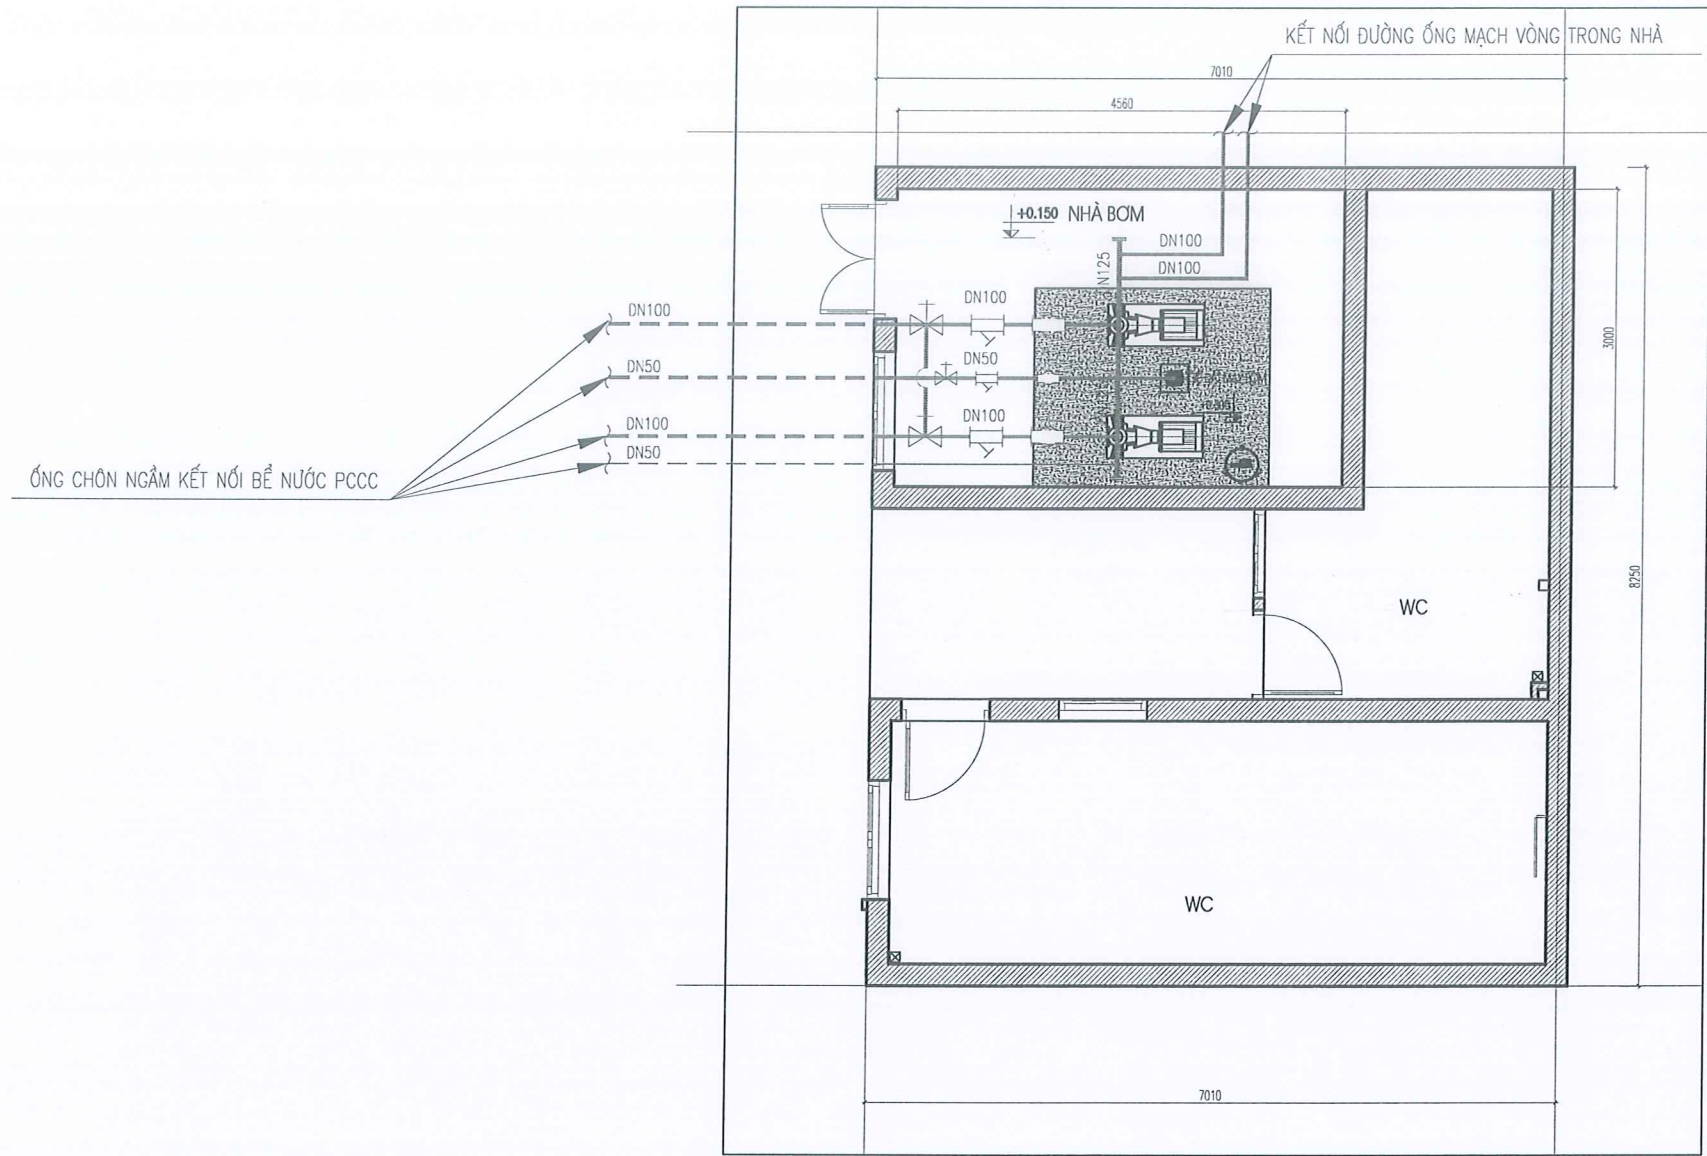 KẾT NỐI ĐƯỜNG ỐNG MẠCH VÒNG TRONG NHÀ
7010
4560
+0.150 NHÀ BƠM
DN100
DN100
DN100
DN100
DN50
DN50
DN100
DN100
DN50
3000
ỐNG CHÔN NGẦM KẾT NỐI BỂ NƯỚC PCCC
8250
WC
WC
7010